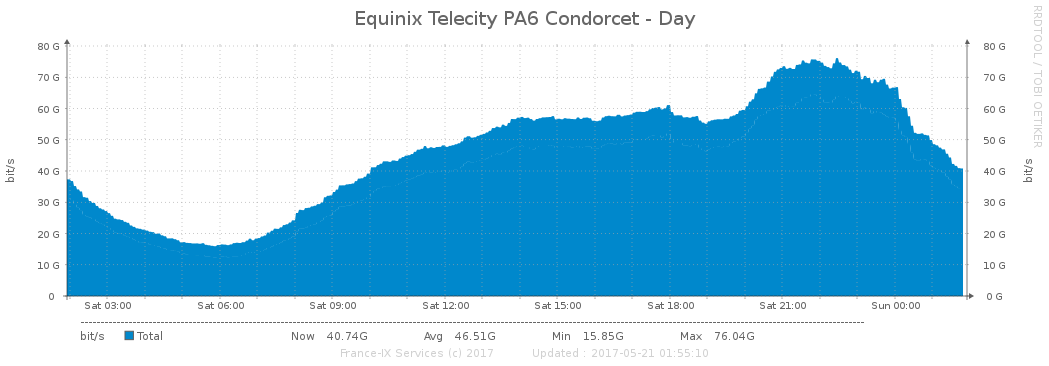 Equinix Telecity PA6 Condorcet - Day
RRDTOOL / TOBI OETIKER
bit/s
80 G
70 G
60 G
50 G
40 G
30 G
20 G
10 G
0
80 G
70 G
60 G
50 G
40 G
30 G
20 G
10 G
0 G
bit/s
Sat 03:00 Sat 06:00 Sat 09:00 Sat 12:00 Sat 15:00 Sat 18:00 Sat 21:00 Sun 00:00
bit/s Total Now 40.74G Avg 46.51G Min 15.85G Max 76.04G
France-IX Services (c) 2017 Updated : 2017-05-21 01:55:10